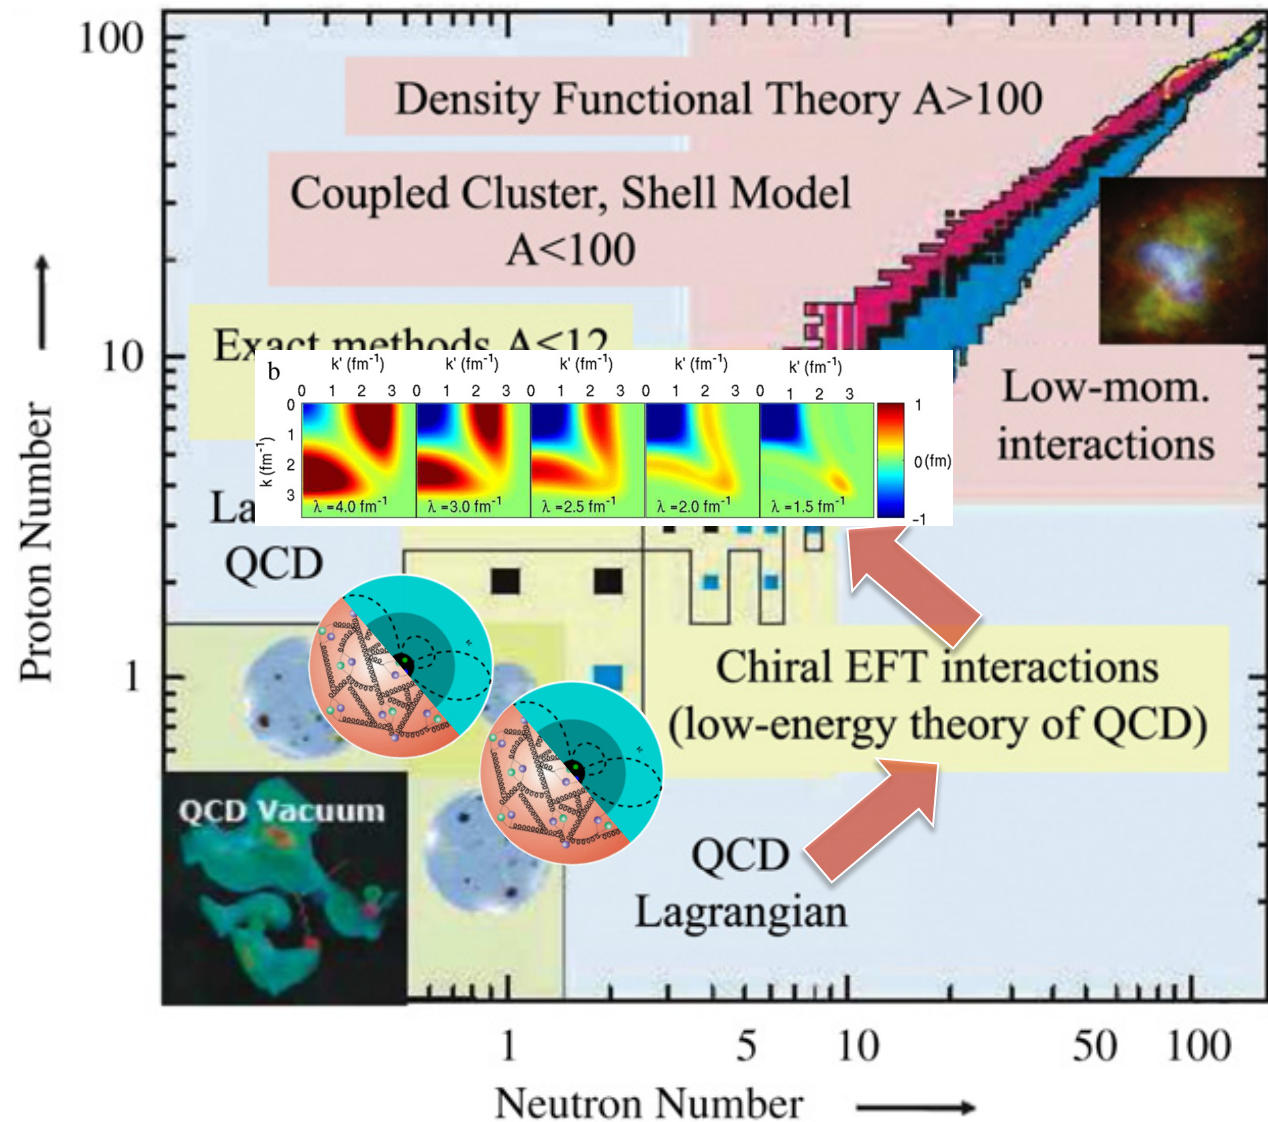 100
Density Functional Theory A>100
Coupled Cluster, Shell Model
A<100
Proton Number
10
Exact methods A≤12
b
k' (fm⁻¹) k' (fm⁻¹) k' (fm⁻¹) k' (fm⁻¹) k' (fm⁻¹)
0 1 2 3 0 1 2 3 0 1 2 3 0 1 2 3 0 1 2 3
k (fm⁻¹)
0
1
2
3
λ =4.0 fm⁻¹ λ =3.0 fm⁻¹ λ =2.5 fm⁻¹ λ =2.0 fm⁻¹ λ =1.5 fm⁻¹
1
0 (fm)
-1
Low-mom.
interactions
La
QCD
1
Chiral EFT interactions
(low-energy theory of QCD)
QCD Vacuum
QCD
Lagrangian
1 5 10 50 100
Neutron Number